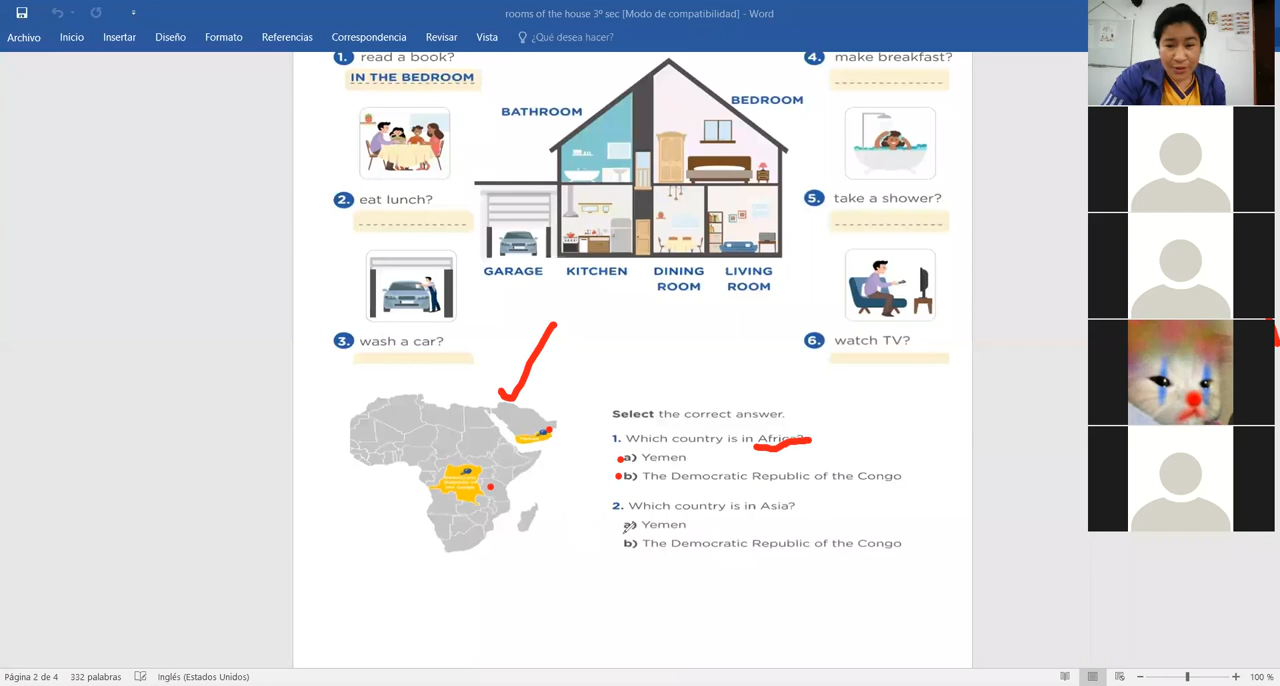 rooms of the house 3º sec [Modo de compatibilidad] - Word
Archivo
Inicio
Insertar
Diseño
Formato
Referencias
Correspondencia
Revisar
Vista
¿Qué desea hacer?
1. read a book?
IN THE BEDROOM
2. eat lunch?
3. wash a car?
BATHROOM
BEDROOM
GARAGE
KITCHEN
DINING
ROOM
LIVING
ROOM
4. make breakfast?
5. take a shower?
6. watch TV?
Select the correct answer.
1. Which country is in Africa?
a) Yemen
b) The Democratic Republic of the Congo
2. Which country is in Asia?
a) Yemen
b) The Democratic Republic of the Congo
Página 2 de 4
332 palabras
Inglés (Estados Unidos)
100 %